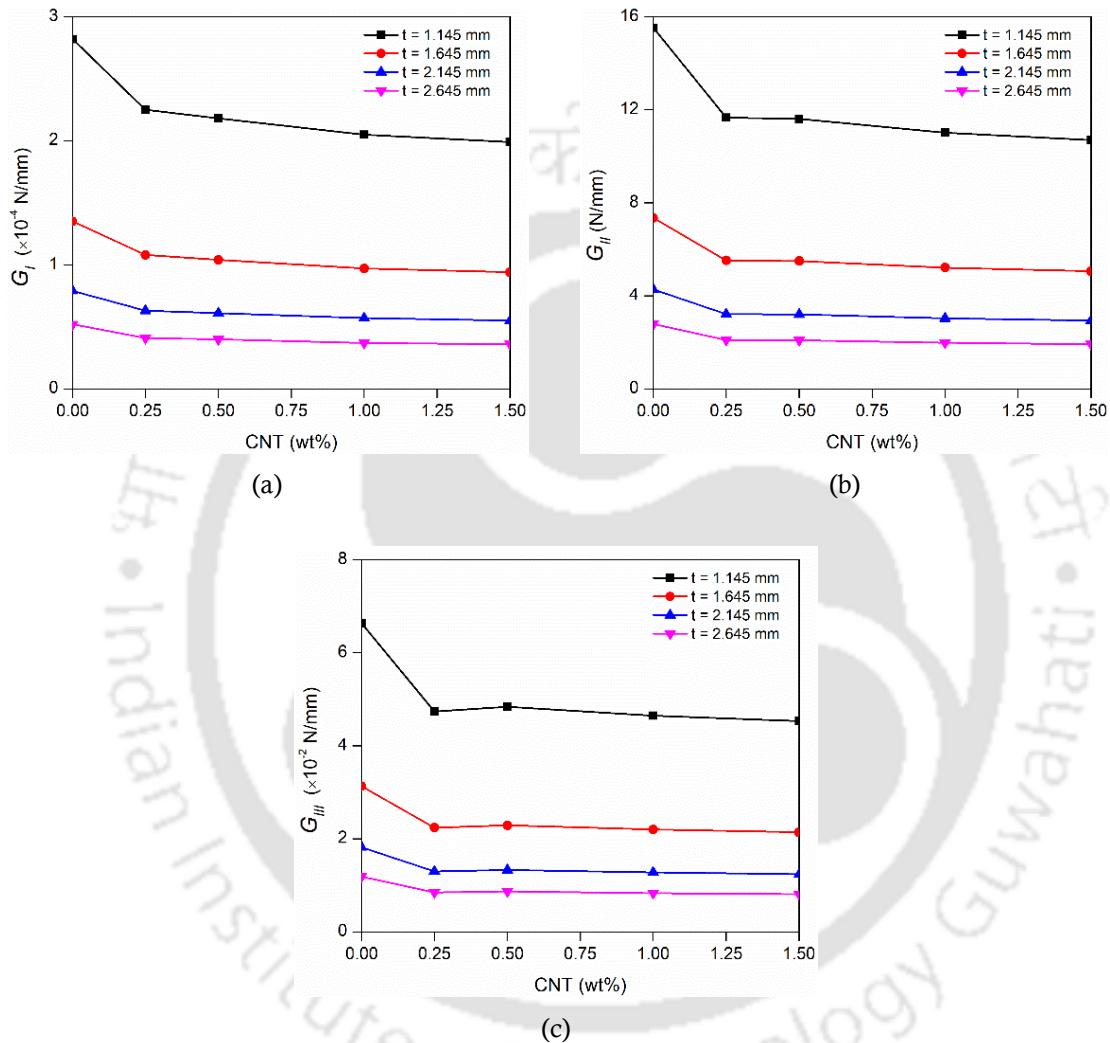 3
2
1
0
G_I (×10⁻⁴ N/mm)
t = 1.145 mm
t = 1.645 mm
t = 2.145 mm
t = 2.645 mm
0.00 0.25 0.50 0.75 1.00 1.25 1.50
CNT (wt%)
(a)
16
12
8
4
0
G_II (N/mm)
t = 1.145 mm
t = 1.645 mm
t = 2.145 mm
t = 2.645 mm
0.00 0.25 0.50 0.75 1.00 1.25 1.50
CNT (wt%)
(b)
8
6
4
2
0
G_III (×10⁻² N/mm)
t = 1.145 mm
t = 1.645 mm
t = 2.145 mm
t = 2.645 mm
0.00 0.25 0.50 0.75 1.00 1.25 1.50
CNT (wt%)
(c)
Indian Institute
ology Guwahati